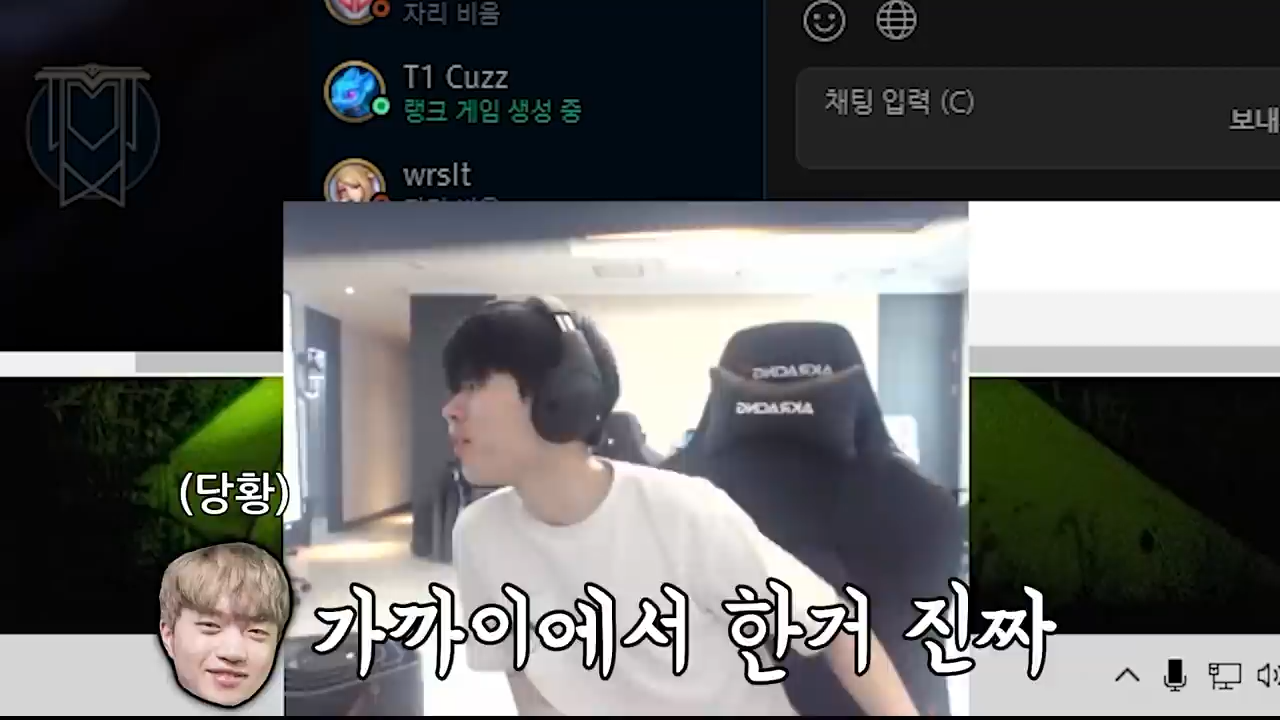 자리 비움
T1 Cuzz
랭크 게임 생성 중
wrslt
채팅 입력 (C)
보내
AKRACING
AKRACING
(당황)
가까이에서 한거 진짜